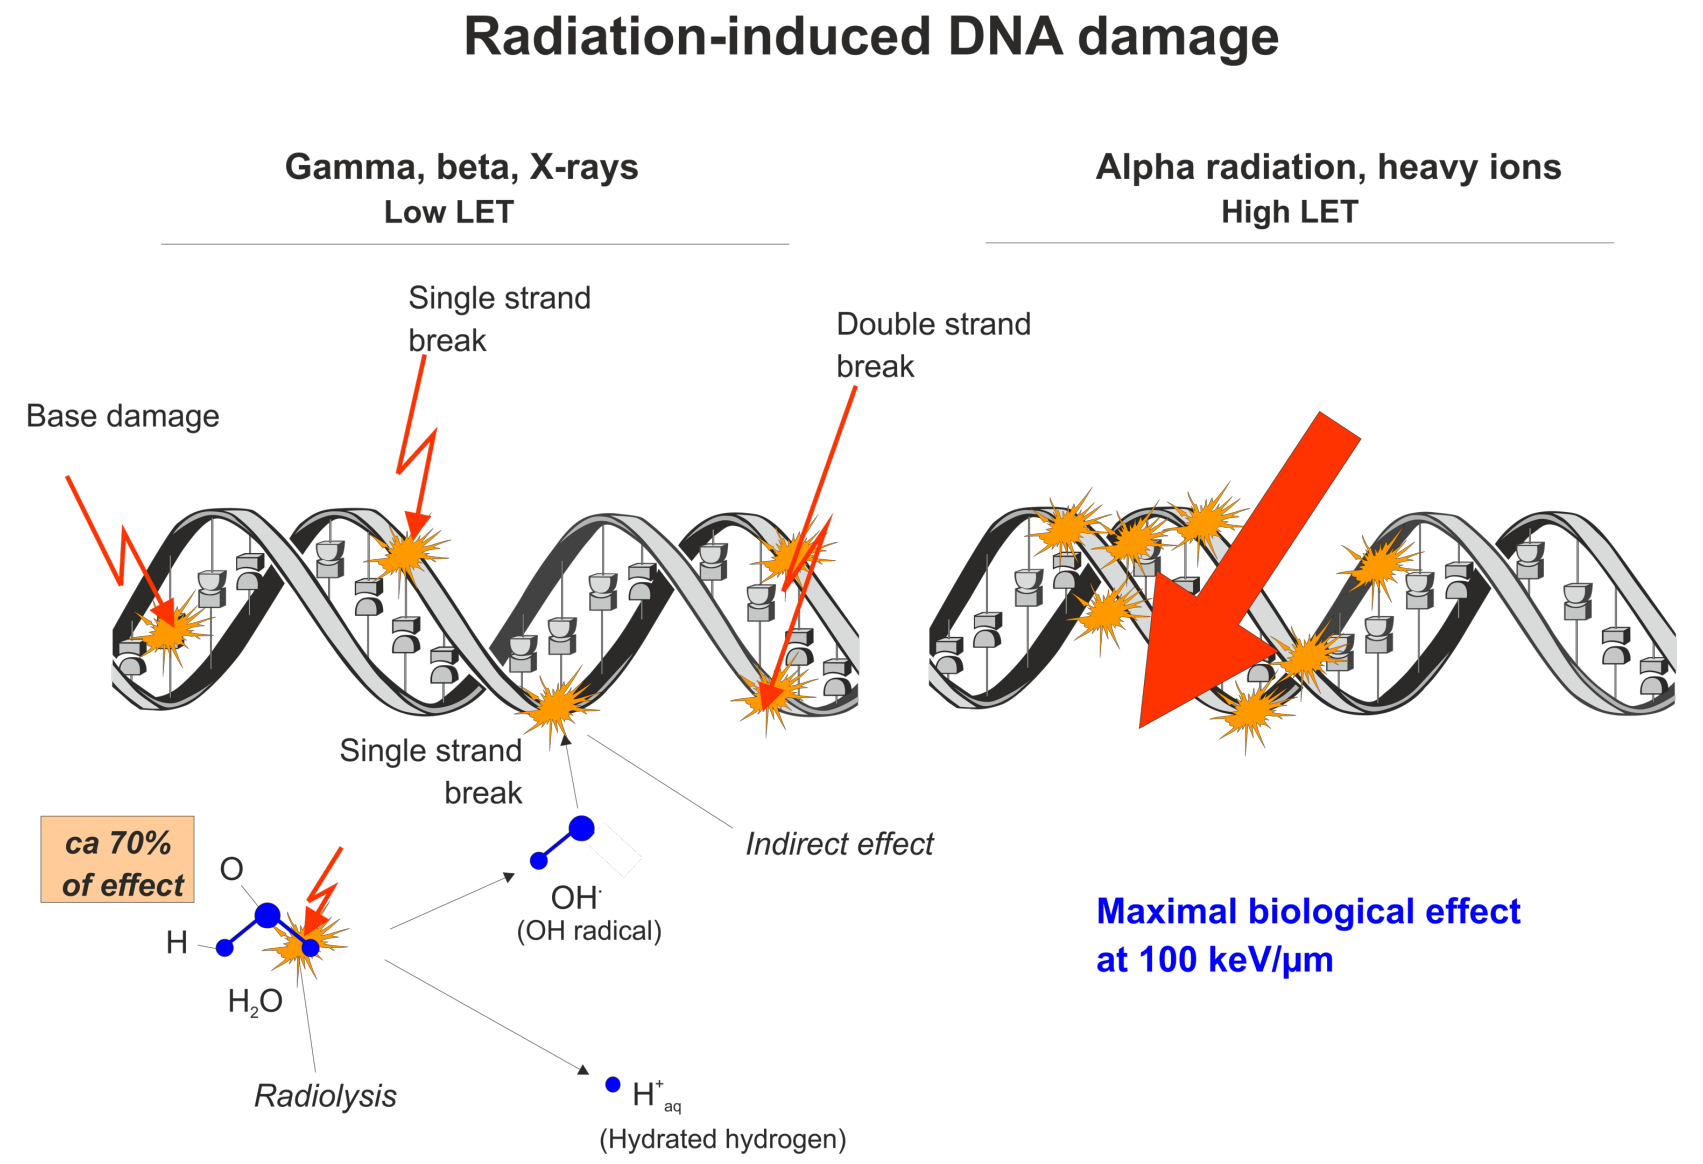 Radiation-induced DNA damage
Gamma, beta, X-rays
Low LET
Alpha radiation, heavy ions
High LET
Single strand
break
Double strand
break
Base damage
Single strand
break
ca 70%
of effect
O
H
H₂O
Radiolysis
OH·
(OH radical)
Indirect effect
H⁺aq
(Hydrated hydrogen)
Maximal biological effect
at 100 keV/µm